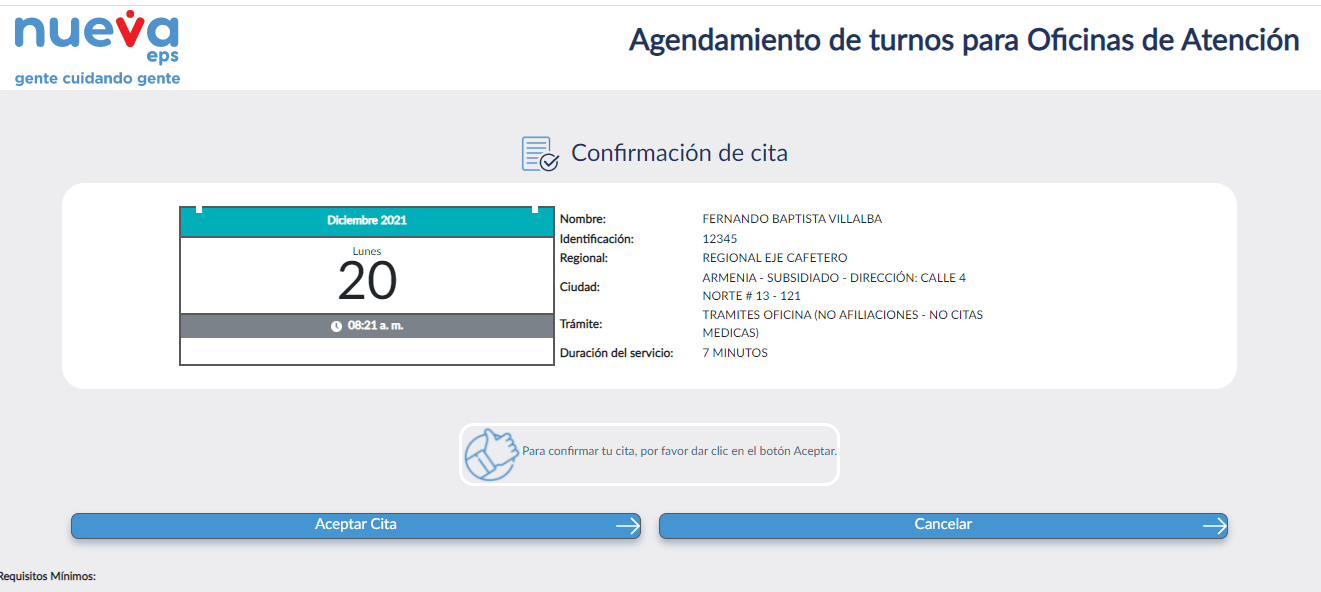 nueva
eps
gente cuidando gente
Agendamiento de turnos para Oficinas de Atención
Confirmación de cita
Diciembre 2021
Lunes
20
08:21 a. m.
Nombre: FERNANDO BAPTISTA VILLALBA
Identificación: 12345
Regional: REGIONAL EJE CAFETERO
Ciudad: ARMENIA - SUBSIDIADO - DIRECCIÓN: CALLE 4
NORTE # 13 - 121
Trámite: TRAMITES OFICINA (NO AFILIACIONES - NO CITAS
MEDICAS)
Duración del servicio: 7 MINUTOS
Para confirmar tu cita, por favor dar clic en el botón Aceptar.
Aceptar Cita
Cancelar
Requisitos Mínimos: